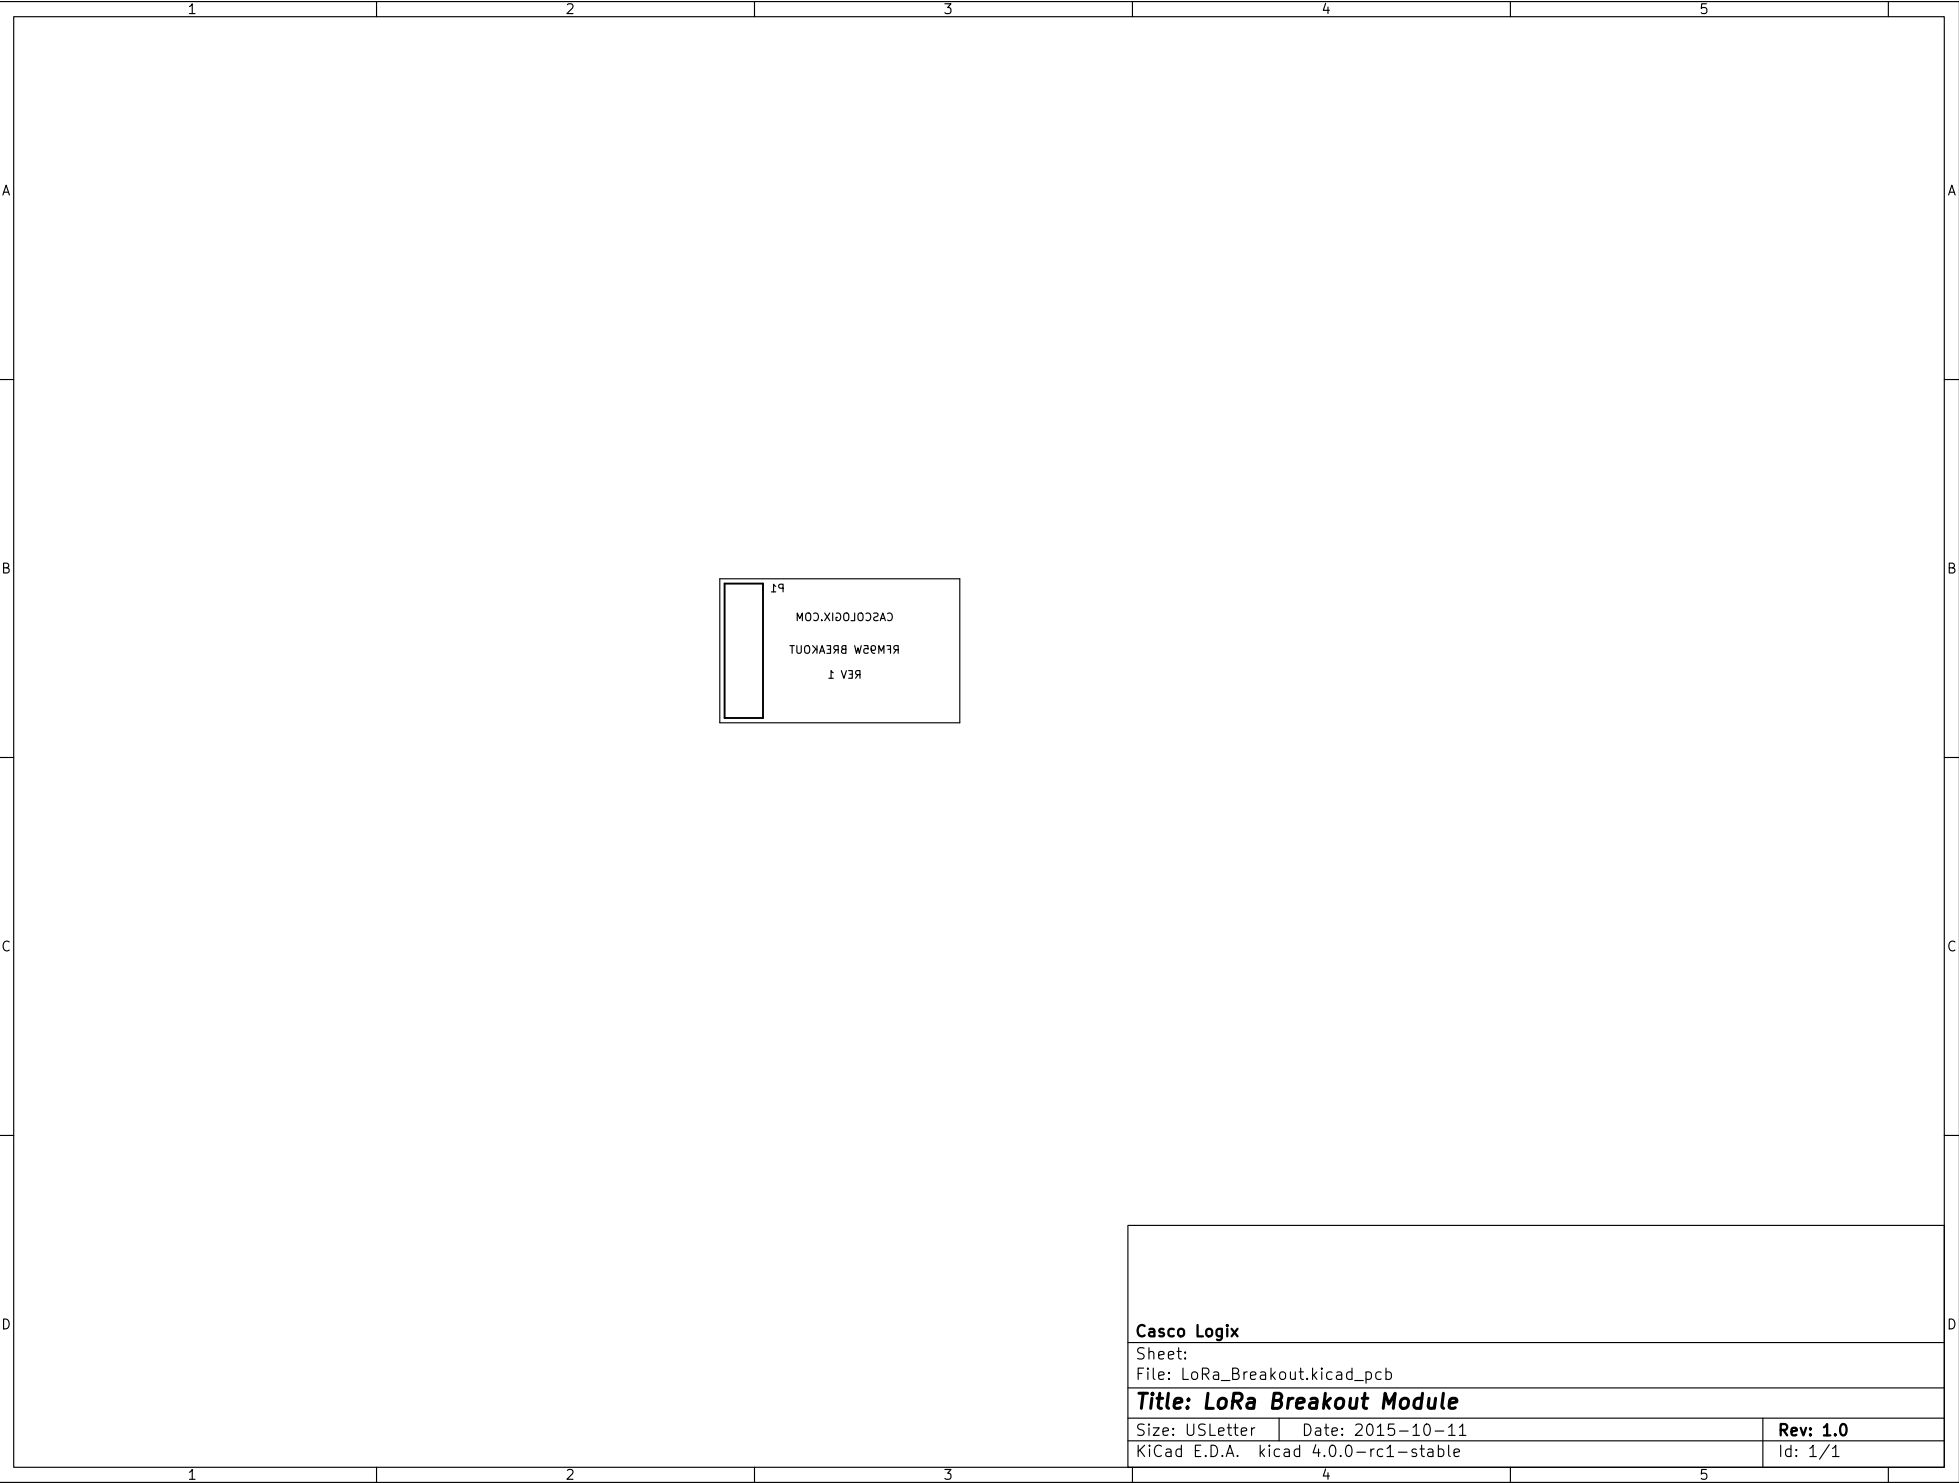 1 2 3 4 5
A A
B B
P1
CASCOLOGIX.COM
RFM95W BREAKOUT
REV 1
C C
D D
Casco Logix
Sheet:
File: LoRa_Breakout.kicad_pcb
Title: LoRa Breakout Module
Size: USLetter Date: 2015-10-11 Rev: 1.0
KiCad E.D.A. kicad 4.0.0-rc1-stable Id: 1/1
1 2 3 4 5